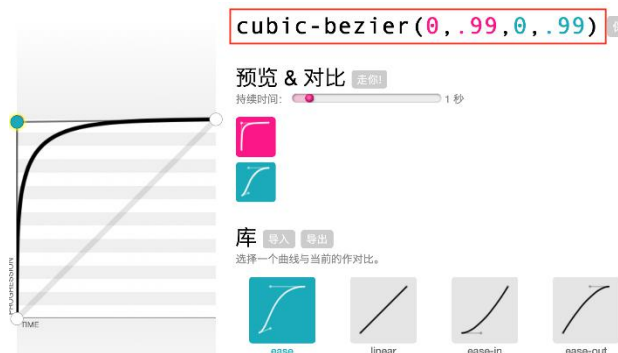 cubic-bezier(0,.99,0,.99)
预览 & 对比 走你!
持续时间: 1 秒
库 导入 导出
选择一个曲线与当前的作对比。
ease linear ease-in ease-out
PROGRESSION
TIME